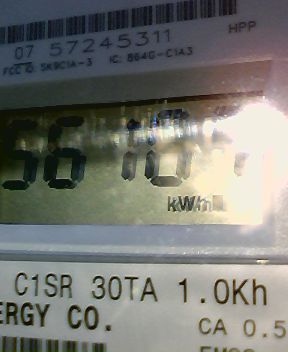 07 57245311 HPP
FCC ID: SK9C1A-3 IC: 864G-C1A3
kWh
C1SR 30TA 1.0Kh
ERGY CO.
CA 0.5